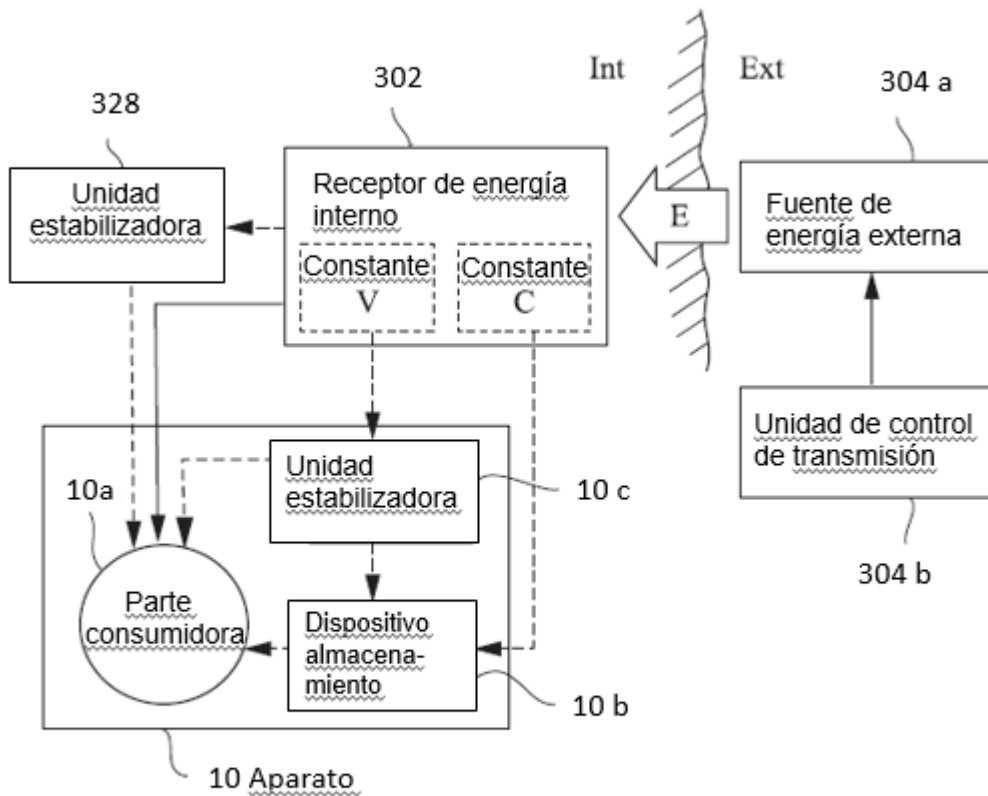 302
Int
Ext
328
304 a
Unidad
estabilizadora
Receptor de energía
interno
Constante
V
Constante
C
E
Fuente de
energía externa
Unidad de control
de transmisión
304 b
10a
Unidad
estabilizadora
10 c
Parte
consumidora
Dispositivo
almacena-
miento
10 b
10 Aparato